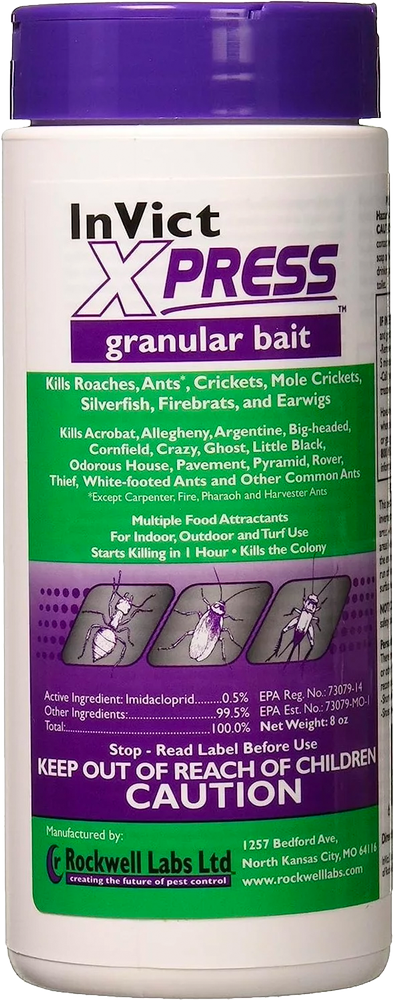 InVict
XPRESS™
granular bait
Kills Roaches, Ants*, Crickets, Mole Crickets,
Silverfish, Firebrats, and Earwigs
Kills Acrobat, Allegheny, Argentine, Big-headed,
Cornfield, Crazy, Ghost, Little Black,
Odorous House, Pavement, Pyramid, Rover,
Thief, White-footed Ants and Other Common Ants
*Except Carpenter, Fire, Pharaoh and Harvester Ants
Multiple Food Attractants
For Indoor, Outdoor and Turf Use
Starts Killing in 1 Hour • Kills the Colony
Active Ingredient: Imidacloprid.........0.5% EPA Reg. No.: 73079-14
Other Ingredients:.........................99.5% EPA Est. No.: 73079-MO-1
Total:...........................................100.0% Net Weight: 8 oz
Stop - Read Label Before Use
KEEP OUT OF REACH OF CHILDREN
CAUTION
Manufactured by:
Rockwell Labs Ltd
creating the future of pest control
1257 Bedford Ave,
North Kansas City, MO 64116
www.rockwelllabs.com